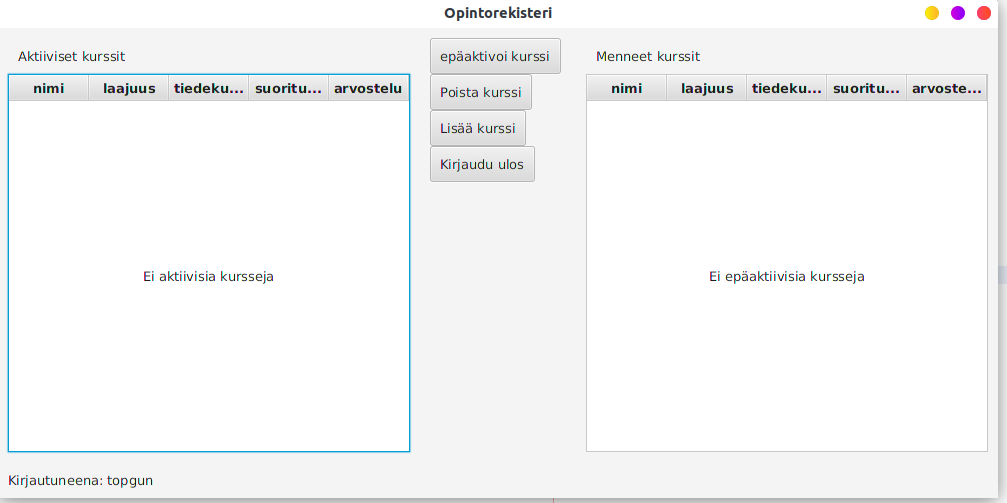 Opintorekisteri
Aktiiviset kurssit
nimi laajuus tiedeku... suoritu... arvostelu
Ei aktiivisia kursseja
epäaktivoi kurssi
Poista kurssi
Lisää kurssi
Kirjaudu ulos
Menneet kurssit
nimi laajuus tiedeku... suoritu... arvoste...
Ei epäaktiivisia kursseja
Kirjautuneena: topgun